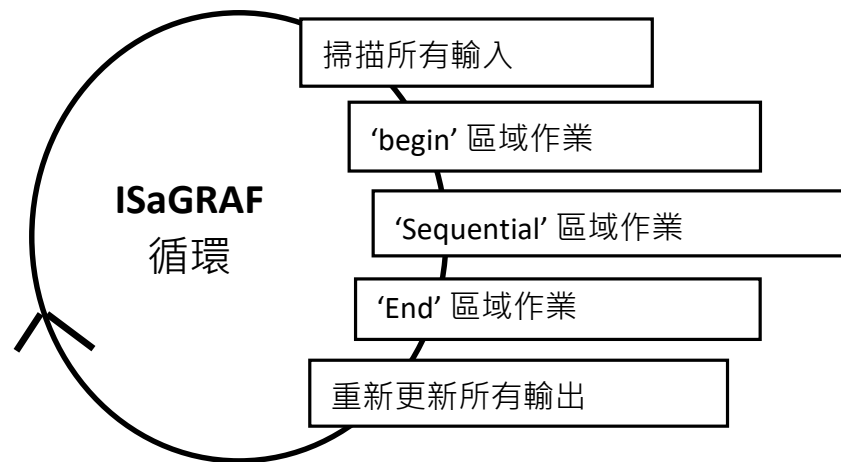 掃描所有輸入
‘begin’ 區域作業
ISaGRAF
循環
‘Sequential’ 區域作業
‘End’ 區域作業
重新更新所有輸出